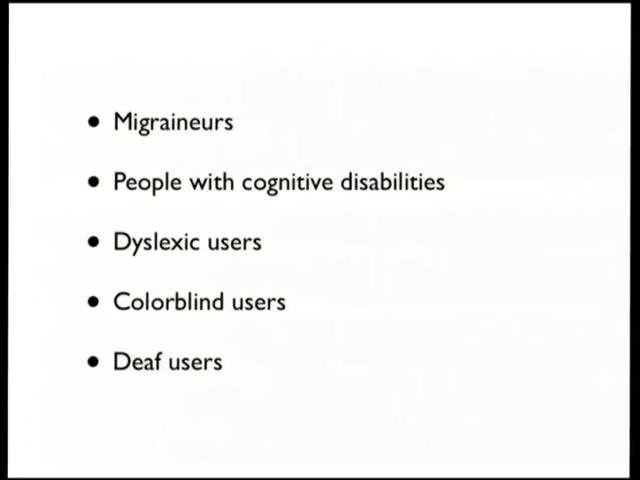 • Migraineurs
• People with cognitive disabilities
• Dyslexic users
• Colorblind users
• Deaf users